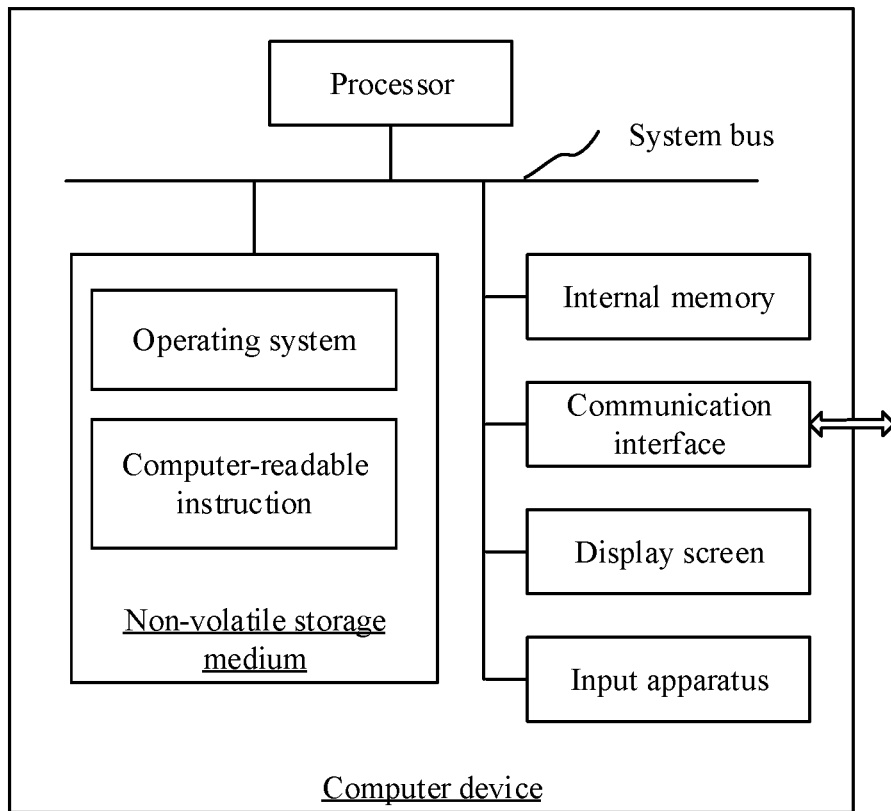 Processor
System bus
Operating system
Computer-readable
instruction
Non-volatile storage
medium
Internal memory
Communication
interface
Display screen
Input apparatus
Computer device